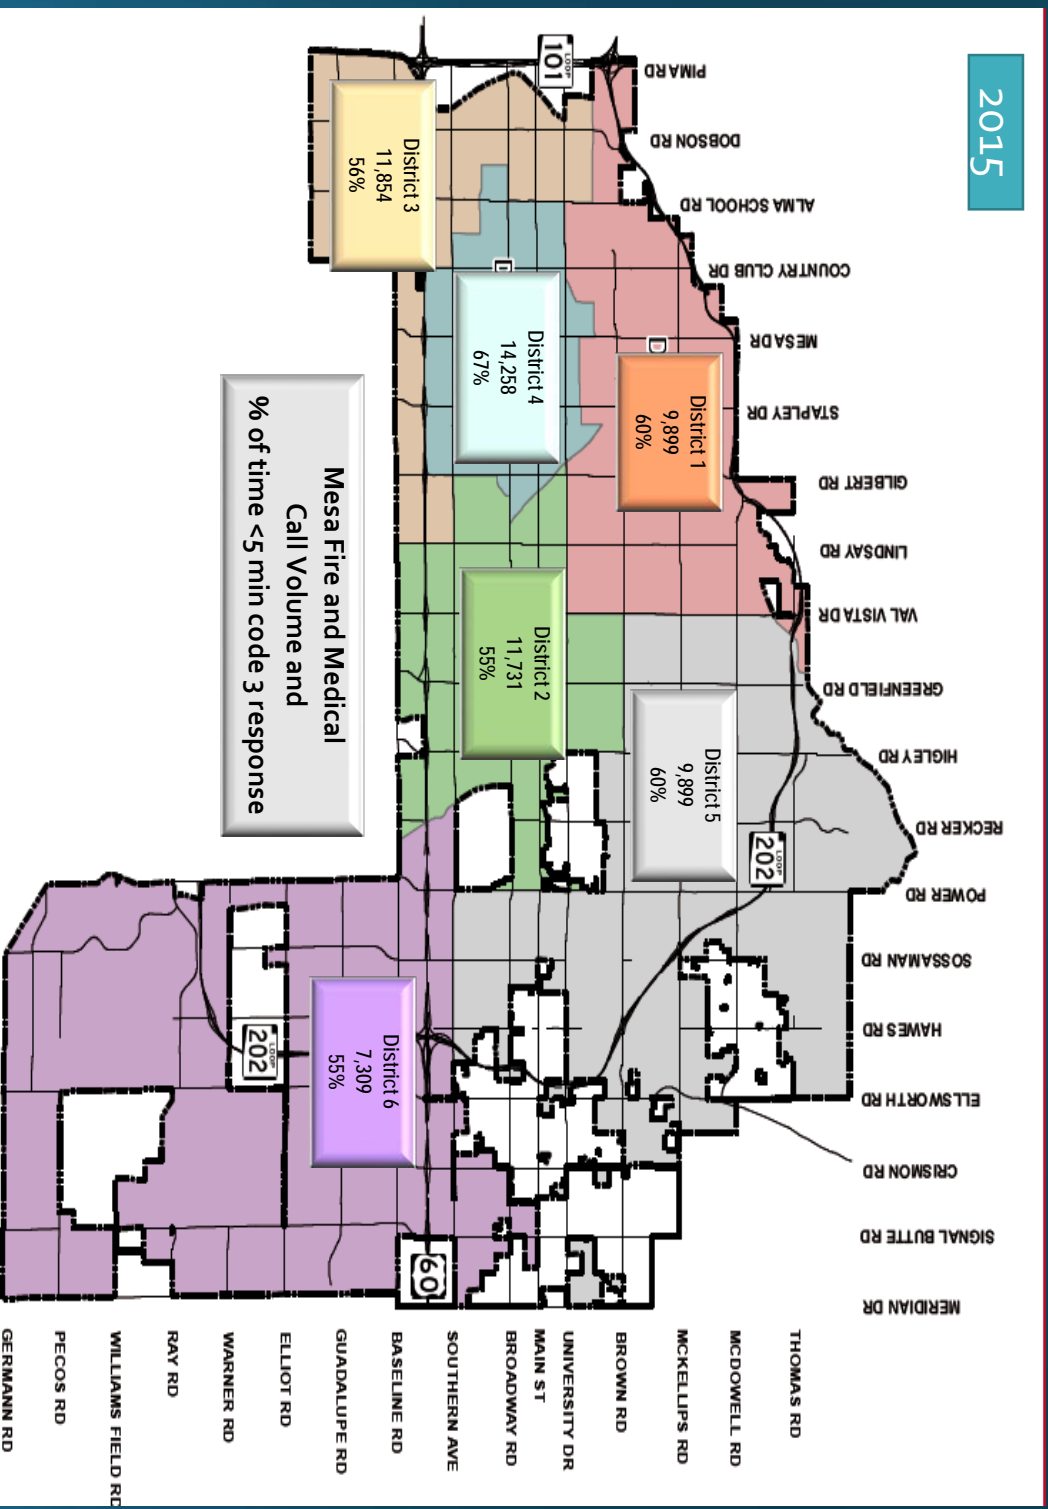 2015
PIMA RD
DOBSON RD
ALMA SCHOOL RD
COUNTRY CLUB DR
MESA DR
STAPLEY DR
GILBERT RD
LINDSAY RD
VAL VISTA DR
GREENFIELD RD
HIGLEY RD
RECKER RD
POWER RD
SOSSAMAN RD
HAWES RD
ELLSWORTH RD
CRISMON RD
SIGNAL BUTTE RD
MERIDIAN DR
THOMAS RD
MCDOWELL RD
MCKELLIPS RD
BROWN RD
UNIVERSITY DR
MAIN ST
BROADWAY RD
SOUTHERN AVE
BASELINE RD
GUADALUPE RD
ELLIOT RD
WARNER RD
RAY RD
WILLIAMS FIELD RD
PECOS RD
GERMANN RD
LOOP
101
LOOP
202
LOOP
202
60
District 1
9,899
60%
District 5
9,899
60%
District 4
14,258
67%
District 2
11,731
55%
District 3
11,854
56%
District 6
7,309
55%
Mesa Fire and Medical
Call Volume and
% of time <5 min code 3 response